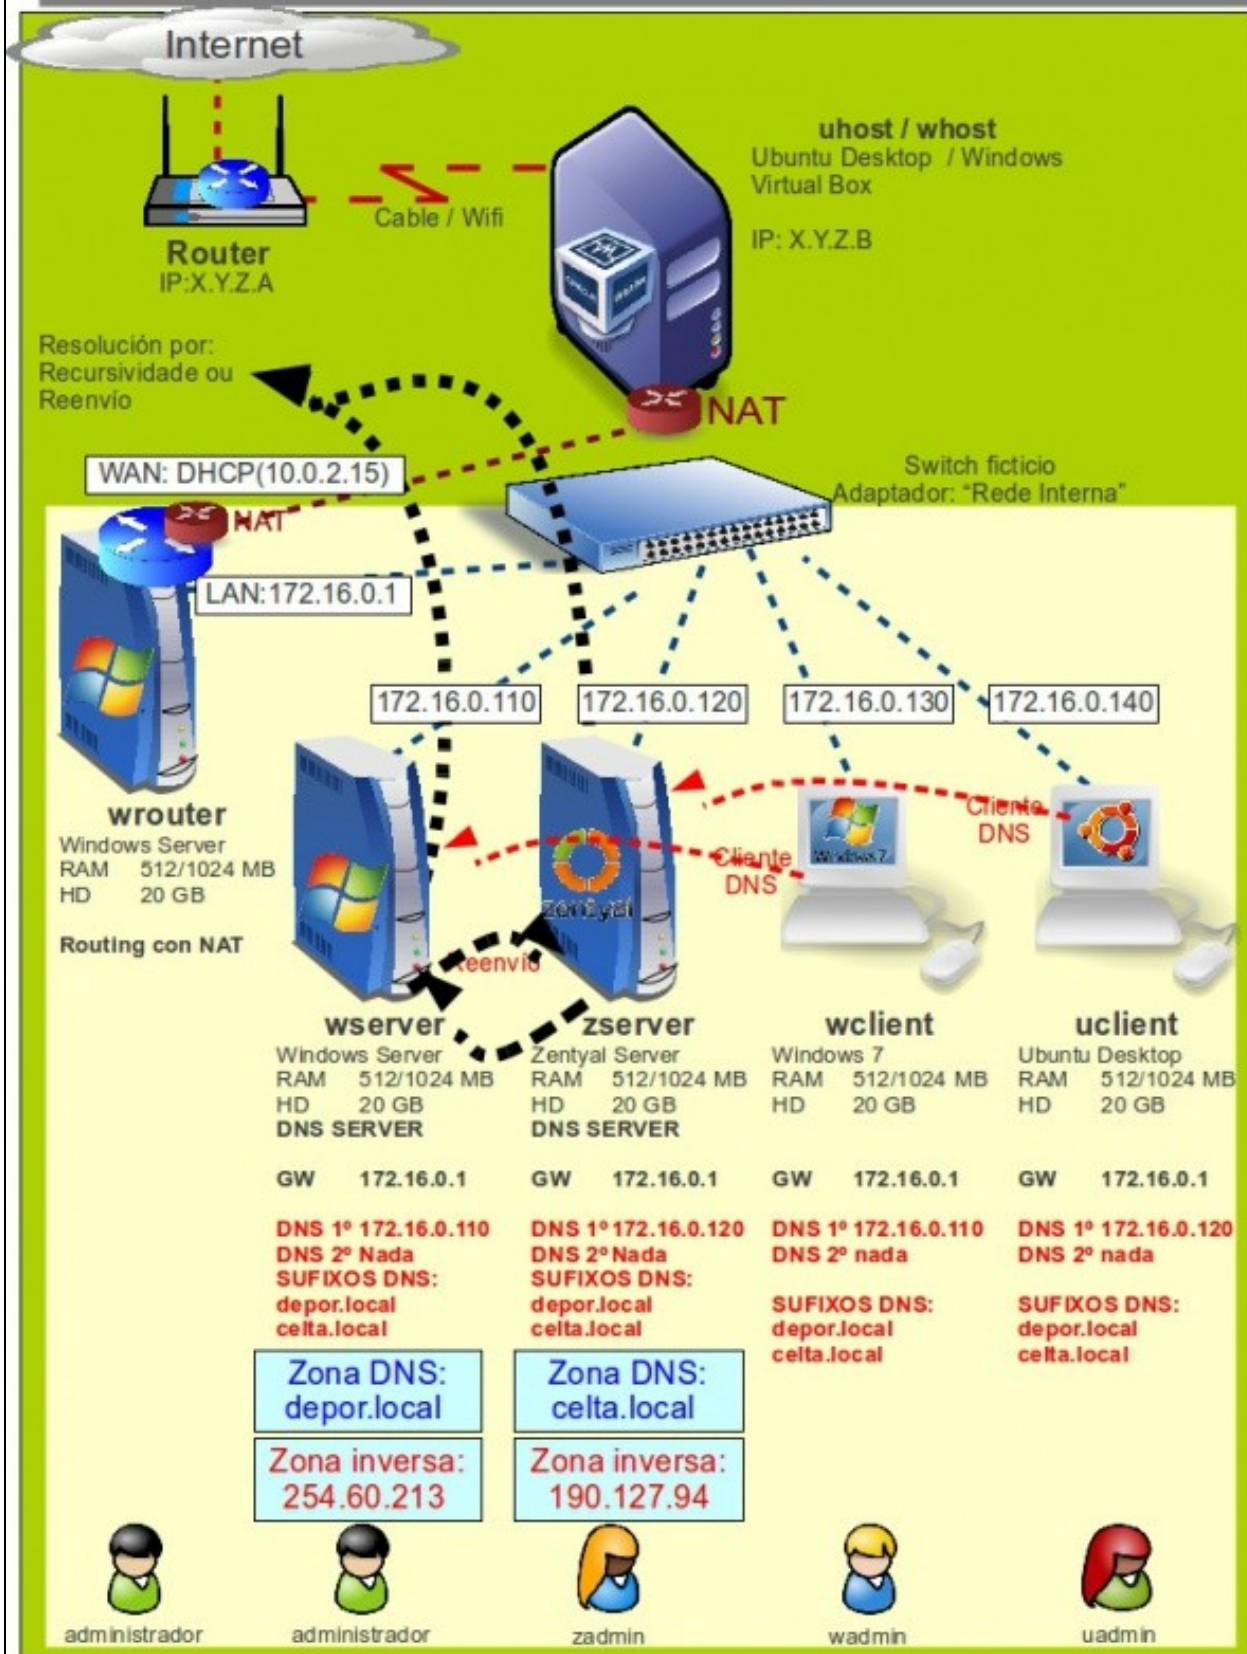 Internet
uhost / whost
Ubuntu Desktop / Windows
Virtual Box
IP: X.Y.Z.B
Cable / Wifi
Router
IP:X.Y.Z.A
Resolución por:
Recursividade ou
Reenvío
NAT
WAN: DHCP(10.0.2.15)
Switch ficticio
Adaptador: “Rede Interna”
NAT
LAN:172.16.0.1
172.16.0.110
172.16.0.120
172.16.0.130
172.16.0.140
Cliente
DNS
Cliente
DNS
Windows 7
zentyal
Reenvío
wrouter
Windows Server
RAM 512/1024 MB
HD 20 GB
Routing con NAT
wserver
Windows Server
RAM 512/1024 MB
HD 20 GB
DNS SERVER
GW 172.16.0.1
DNS 1º 172.16.0.110
DNS 2º Nada
SUFIXOS DNS:
depor.local
celta.local
Zona DNS:
depor.local
Zona inversa:
254.60.213
zserver
Zentyal Server
RAM 512/1024 MB
HD 20 GB
DNS SERVER
GW 172.16.0.1
DNS 1º 172.16.0.120
DNS 2º Nada
SUFIXOS DNS:
depor.local
celta.local
Zona DNS:
celta.local
Zona inversa:
190.127.94
wclient
Windows 7
RAM 512/1024 MB
HD 20 GB
GW 172.16.0.1
DNS 1º 172.16.0.110
DNS 2º nada
SUFIXOS DNS:
depor.local
celta.local
uclient
Ubuntu Desktop
RAM 512/1024 MB
HD 20 GB
GW 172.16.0.1
DNS 1º 172.16.0.120
DNS 2º nada
SUFIXOS DNS:
depor.local
celta.local
administrador
administrador
zadmin
wadmin
uadmin